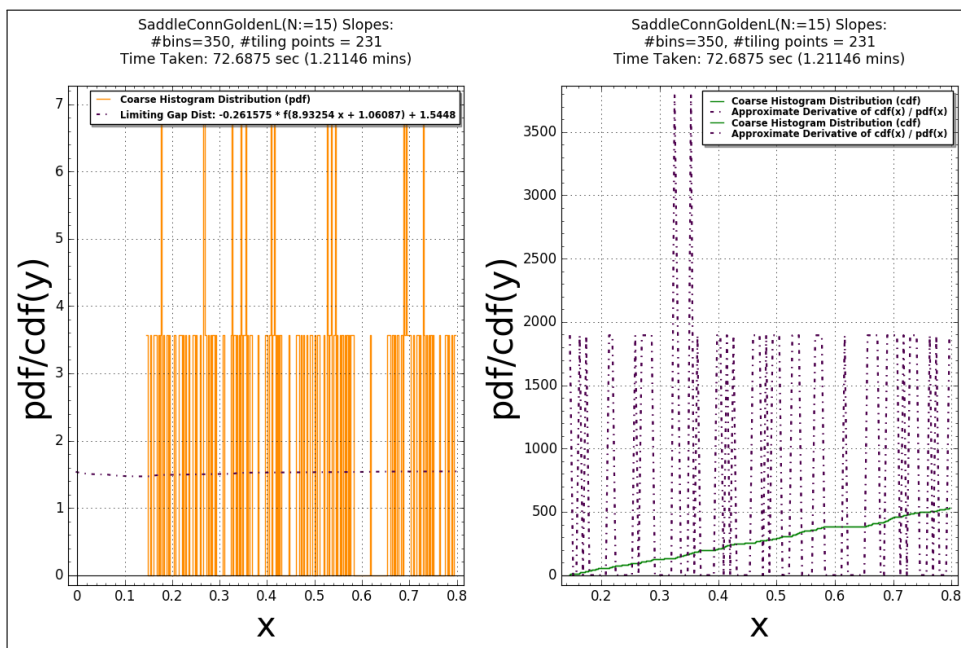 SaddleConnGoldenL(N:=15) Slopes:
#bins=350, #tiling points = 231
Time Taken: 72.6875 sec (1.21146 mins)
7
6
5
4
3
2
1
0
pdf/cdf(y)
Coarse Histogram Distribution (pdf)
Limiting Gap Dist: -0.261575 * f(8.93254 x + 1.06087) + 1.5448
0 0.1 0.2 0.3 0.4 0.5 0.6 0.7 0.8
x
SaddleConnGoldenL(N:=15) Slopes:
#bins=350, #tiling points = 231
Time Taken: 72.6875 sec (1.21146 mins)
3500
3000
2500
2000
1500
1000
500
0
pdf/cdf(y)
Coarse Histogram Distribution (cdf)
Approximate Derivative of cdf(x) / pdf(x)
Coarse Histogram Distribution (cdf)
Approximate Derivative of cdf(x) / pdf(x)
0.2 0.3 0.4 0.5 0.6 0.7 0.8
x